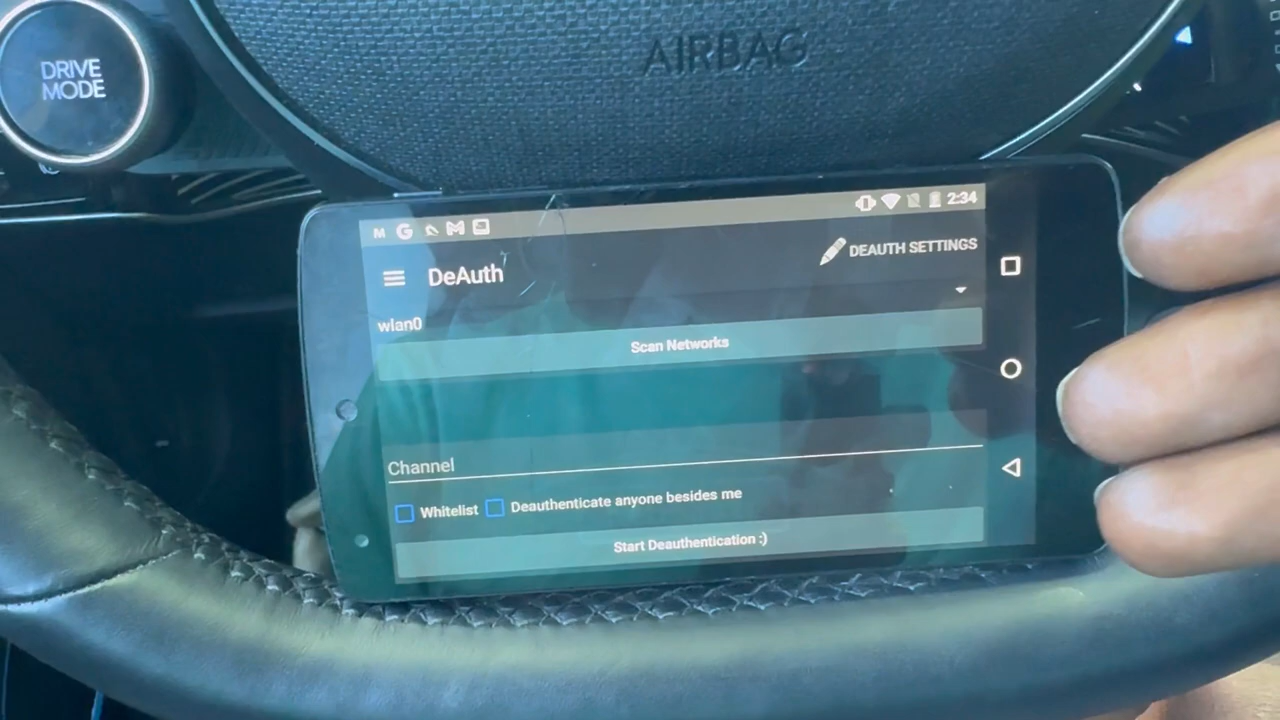 DRIVE
MODE
AIRBAG
2:34
DeAuth
DEAUTH SETTINGS
wlan0
Scan Networks
Channel
Whitelist Deauthenticate anyone besides me
Start Deauthentication :)